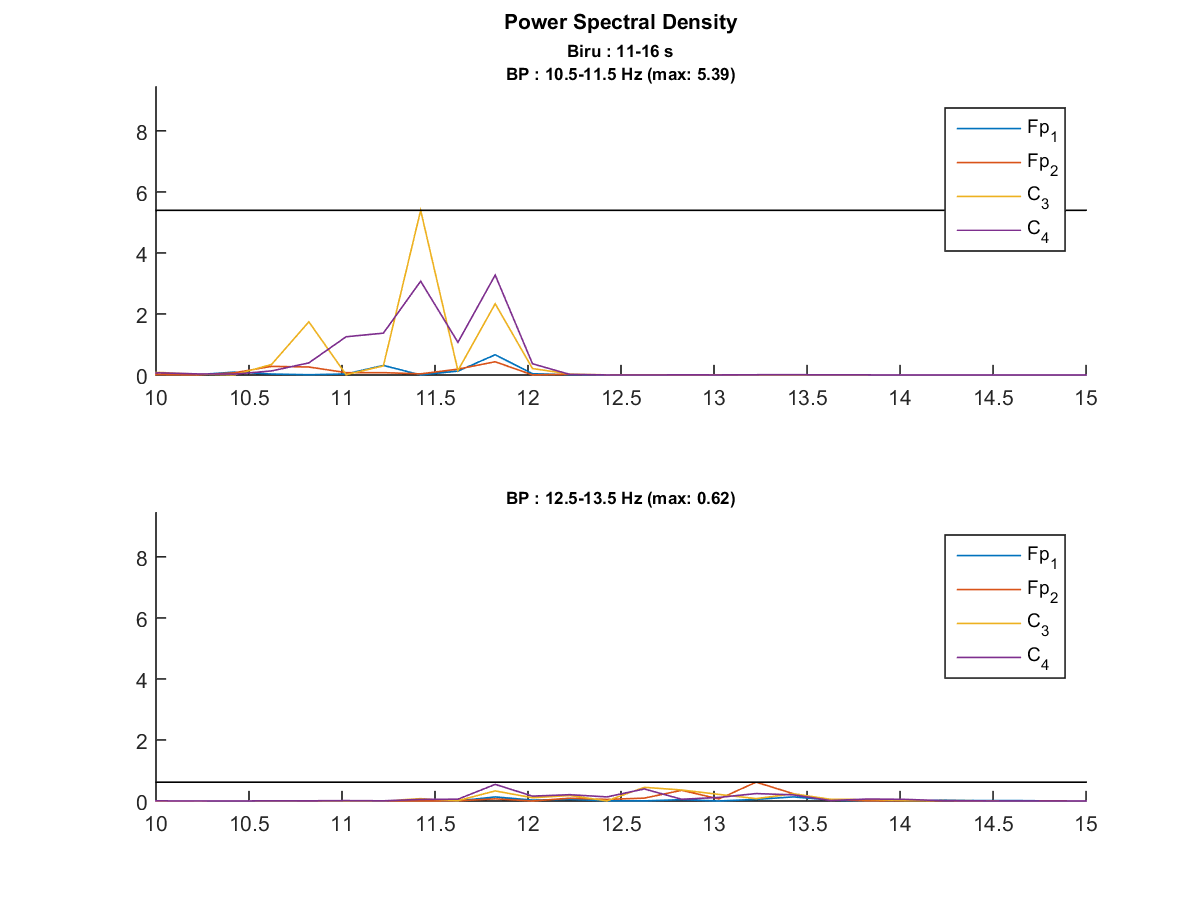 Power Spectral Density
Biru : 11-16 s
BP : 10.5-11.5 Hz (max: 5.39)
8
6
4
2
0
10 10.5 11 11.5 12 12.5 13 13.5 14 14.5 15
Fp1
Fp2
C3
C4
BP : 12.5-13.5 Hz (max: 0.62)
8
6
4
2
0
10 10.5 11 11.5 12 12.5 13 13.5 14 14.5 15
Fp1
Fp2
C3
C4